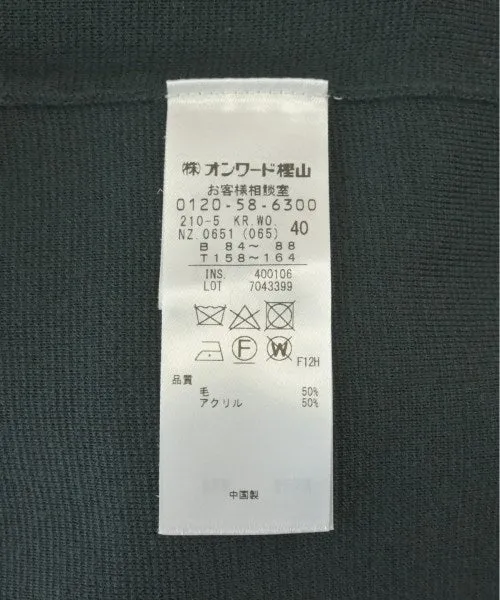 ㈱ オンワード樫山
お客様相談室
0120-58-6300
210-5 KR.WO.
NZ.0651 (065) 40
B 84～ 88
T 158～164
INS. 400106
LOT 7043399
F W
F12H
品質
毛 50%
アクリル 50%
中国製